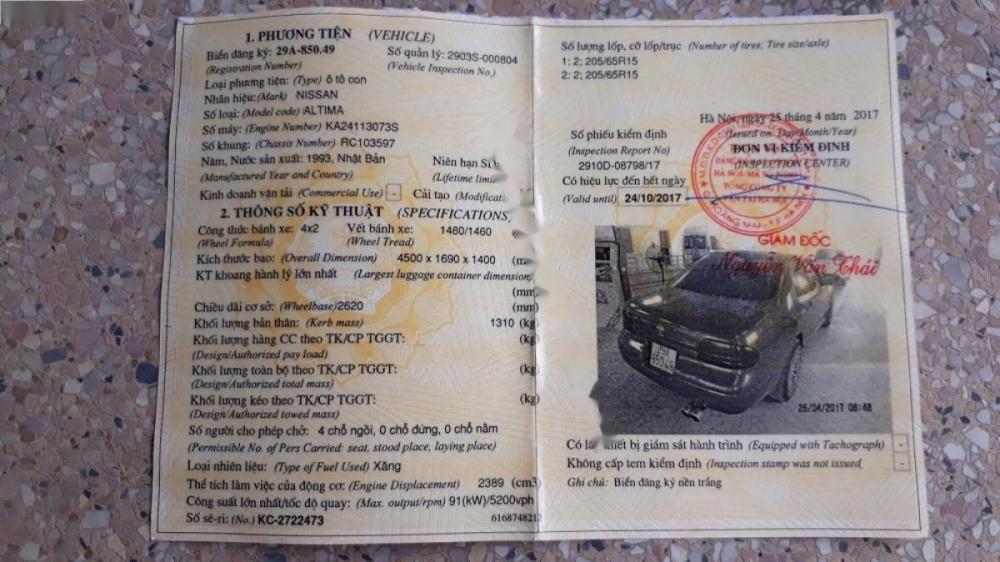 1. PHƯƠNG TIỆN (VEHICLE)
Biển đăng ký: 29A-850.49 Số quản lý: 2903S-000804
(Registration Number) (Vehicle Inspection No.)
Loại phương tiện: (Type) ô tô con
Nhãn hiệu: (Mark) NISSAN
Số loại: (Model code) ALTIMA
Số máy: (Engine Number) KA24113073S
Số khung: (Chassis Number) RC103597
Năm, Nước sản xuất: 1993, Nhật Bản Niên hạn
(Manufactured Year and Country) (Lifetime
Kinh doanh vận tải (Commercial Use) - Cải tạo
2. THÔNG SỐ KỸ THUẬT (SPECIFICATIONS)
Công thức bánh xe: 4x2 Vết bánh xe: 1480/1460
(Wheel Formula) (Wheel Tread)
Kích thước bao: (Overall Dimension) 4500 x 1690 x 1400
KT khoang hành lý lớn nhất (Largest luggage container dimension)
(mm)
Chiều dài cơ sở: (Wheelbase) 2620 (mm)
Khối lượng bản thân: (Kerb mass) 1310 (kg)
Khối lượng hàng CC theo TK/CP TGGT: (kg)
(Design/Authorized pay load)
Khối lượng toàn bộ theo TK/CP TGGT: (kg)
(Design/Authorized total mass)
Khối lượng kéo theo TK/CP TGGT: (kg)
(Design/Authorized towed mass)
Số người cho phép chở: 4 chỗ ngồi, 0 chỗ đứng, 0 chỗ nằm
(Permissible No. of Pers Carried: seat, stood place, laying place)
Loại nhiên liệu: (Type of Fuel Used) Xăng
Thể tích làm việc của động cơ: (Engine Displacement) 2389 (cm3)
Công suất lớn nhất/tốc độ quay: (Max. output/rpm) 91(kW)/5200vph
Số sê-ri: (No.) KC-2722473
Số lượng lốp, cỡ lốp/trục (Number of tires; Tire size/axle)
1: 2; 205/65R15
2: 2; 205/65R15
Hà Nội, ngày 25 tháng 4 năm 2017
(Issued on: Day/Month/Year)
Số phiếu kiểm định ĐƠN VỊ KIỂM ĐỊNH
(Inspection Report No) (INSPECTION CENTER)
2910D-08798/17
Có hiệu lực đến hết ngày
(Valid until) 24/10/2017
TỔNG CÔNG TY
GIÁM ĐỐC
Nguyễn Văn Thái
25/04/2017 08:48
thiết bị giám sát hành trình (Equipped with Tachograph) -
Không cấp tem kiểm định (Inspection stamp was not issued) -
Ghi chú: Biển đăng ký nền trắng